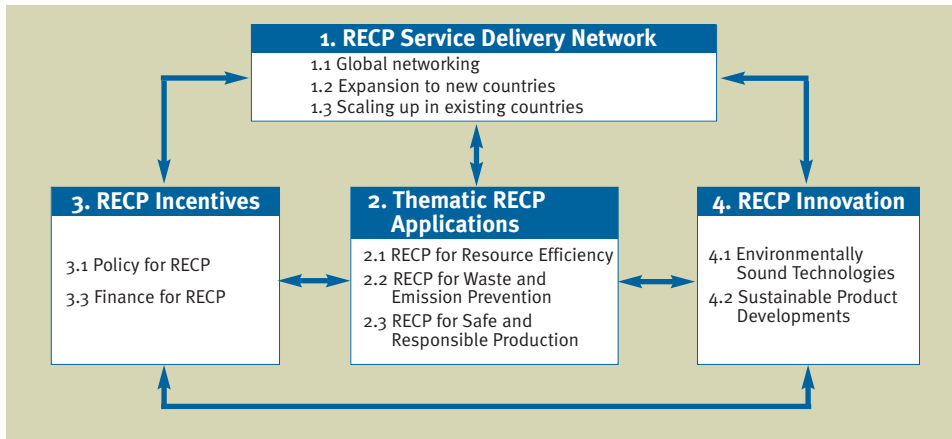 1. RECP Service Delivery Network
1.1 Global networking
1.2 Expansion to new countries
1.3 Scaling up in existing countries
3. RECP Incentives
3.1 Policy for RECP
3.3 Finance for RECP
2. Thematic RECP
Applications
2.1 RECP for Resource Efficiency
2.2 RECP for Waste and
Emission Prevention
2.3 RECP for Safe and
Responsible Production
4. RECP Innovation
4.1 Environmentally
Sound Technologies
4.2 Sustainable Product
Developments